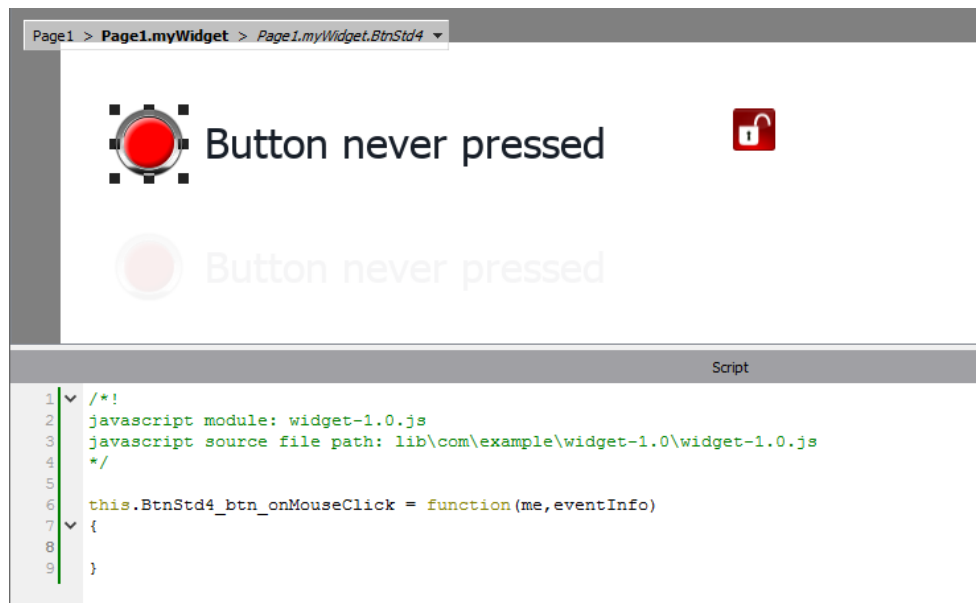 Page1 > Page1.myWidget > Page1.myWidget.BtnStd4
Button never pressed
Button never pressed
Script
1 /*!
2 javascript module: widget-1.0.js
3 javascript source file path: lib\com\example\widget-1.0\widget-1.0.js
4 */
5
6 this.BtnStd4_btn_onMouseClick = function(me,eventInfo)
7 {
8
9 }